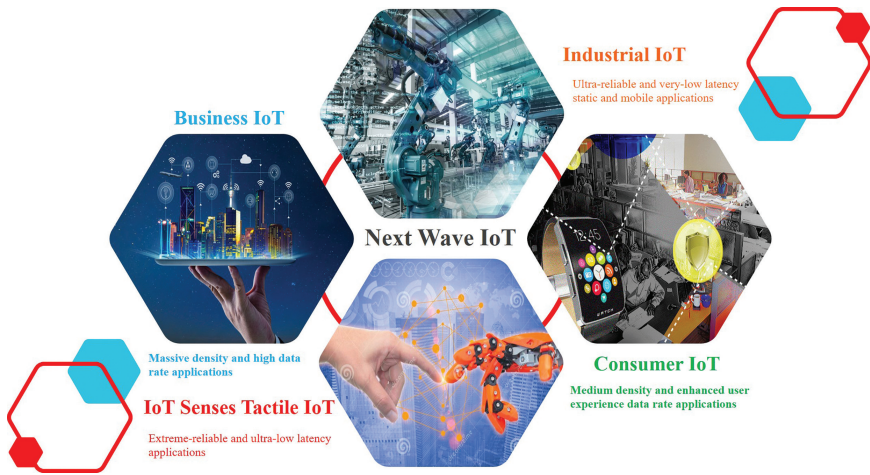 Industrial IoT
Ultra-reliable and very-low latency
static and mobile applications
Business IoT
Next Wave IoT
Massive density and high data
rate applications
Consumer IoT
Medium density and enhanced user
experience data rate applications
IoT Senses Tactile IoT
Extreme-reliable and ultra-low latency
applications